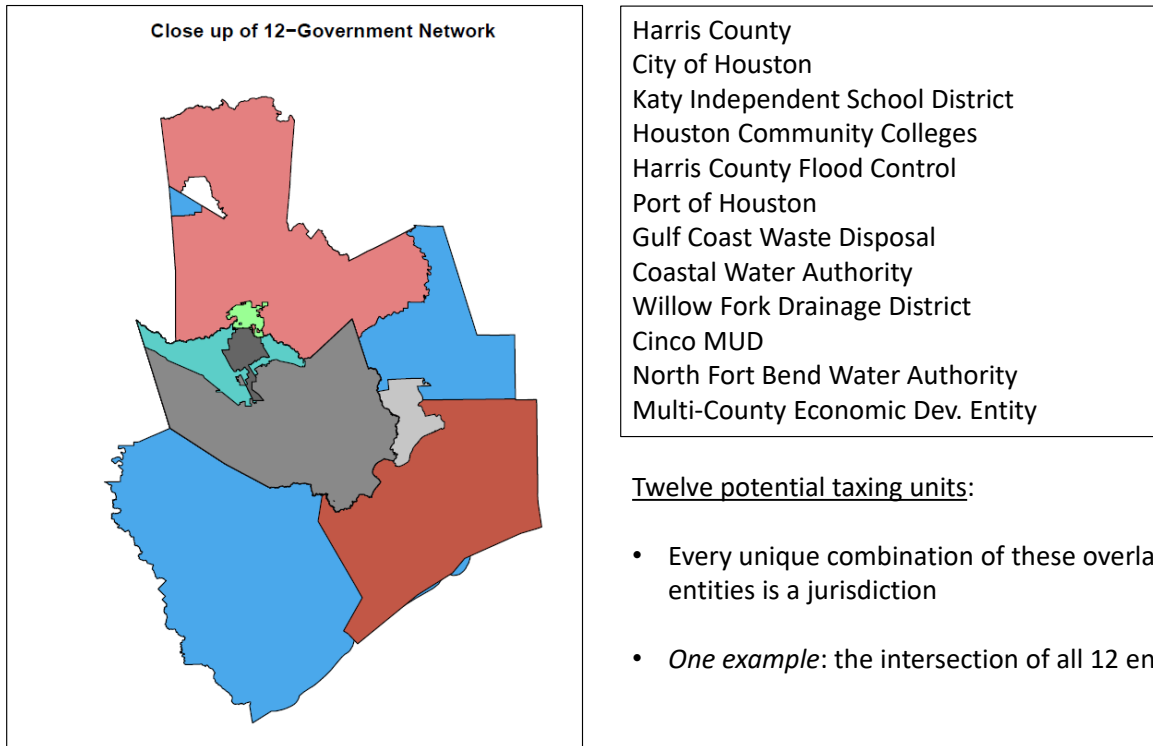 Close up of 12−Government Network
Harris County
City of Houston
Katy Independent School District
Houston Community Colleges
Harris County Flood Control
Port of Houston
Gulf Coast Waste Disposal
Coastal Water Authority
Willow Fork Drainage District
Cinco MUD
North Fort Bend Water Authority
Multi-County Economic Dev. Entity
Twelve potential taxing units:
• Every unique combination of these overla
entities is a jurisdiction
• One example: the intersection of all 12 en